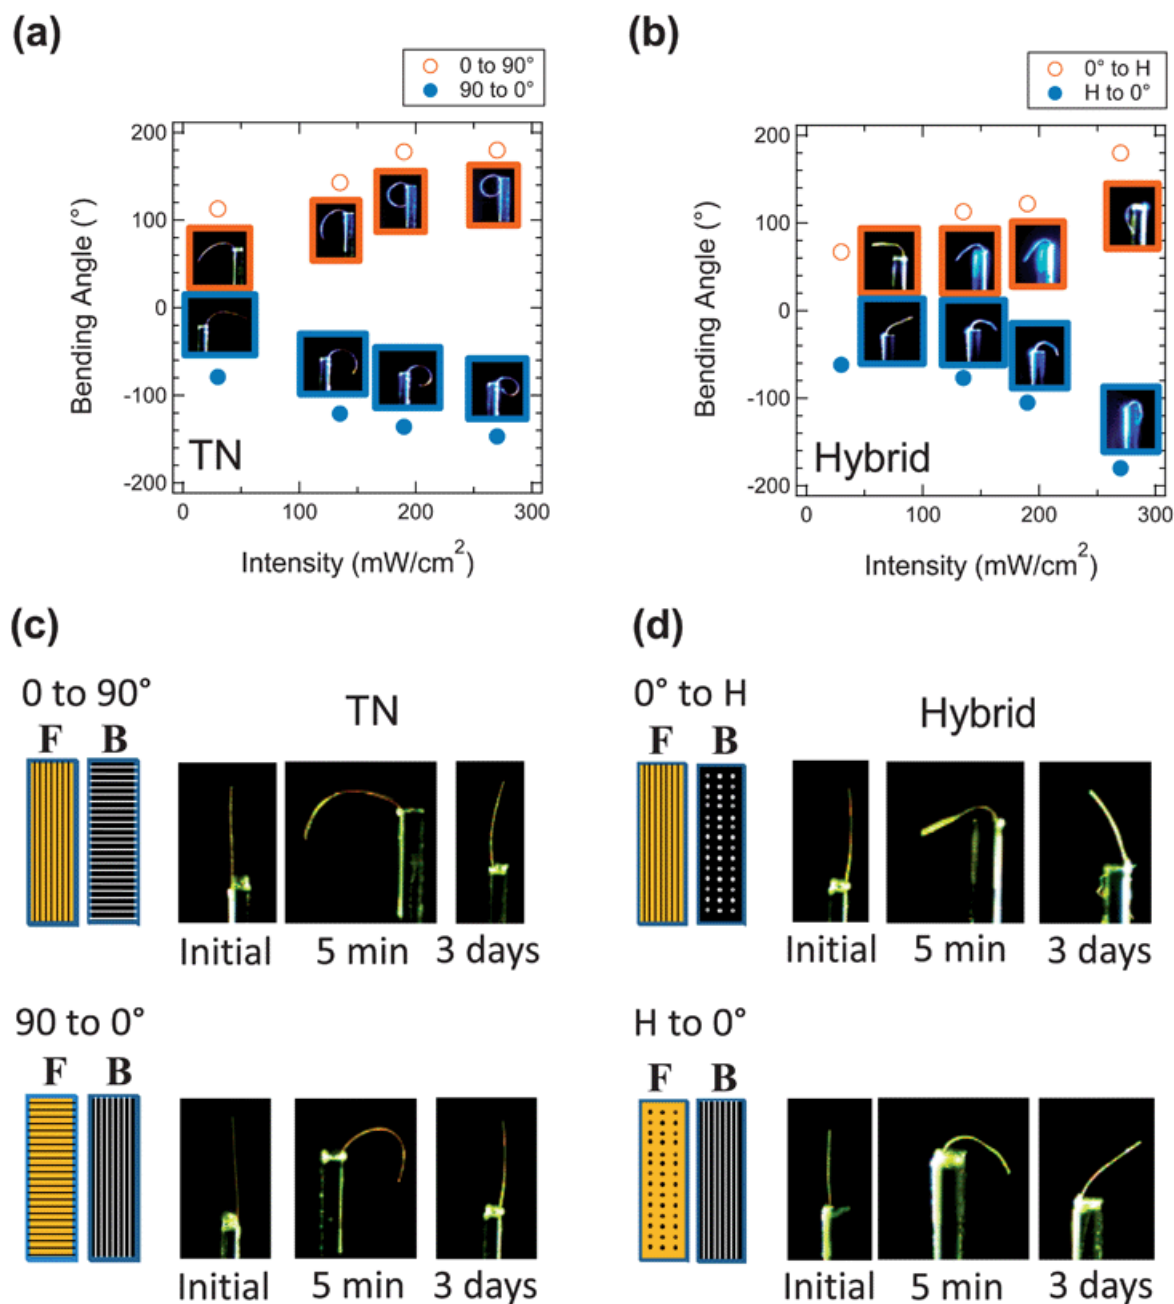 (a)
0 to 90°
90 to 0°
200
100
0
-100
-200
Bending Angle (°)
TN
0
100
200
300
Intensity (mW/cm²)
(b)
0° to H
H to 0°
200
100
0
-100
-200
Bending Angle (°)
Hybrid
0
100
200
300
Intensity (mW/cm²)
(c)
0 to 90°
F B
TN
Initial
5 min
3 days
90 to 0°
F B
Initial
5 min
3 days
(d)
0° to H
F B
Hybrid
Initial
5 min
3 days
H to 0°
F B
Initial
5 min
3 days